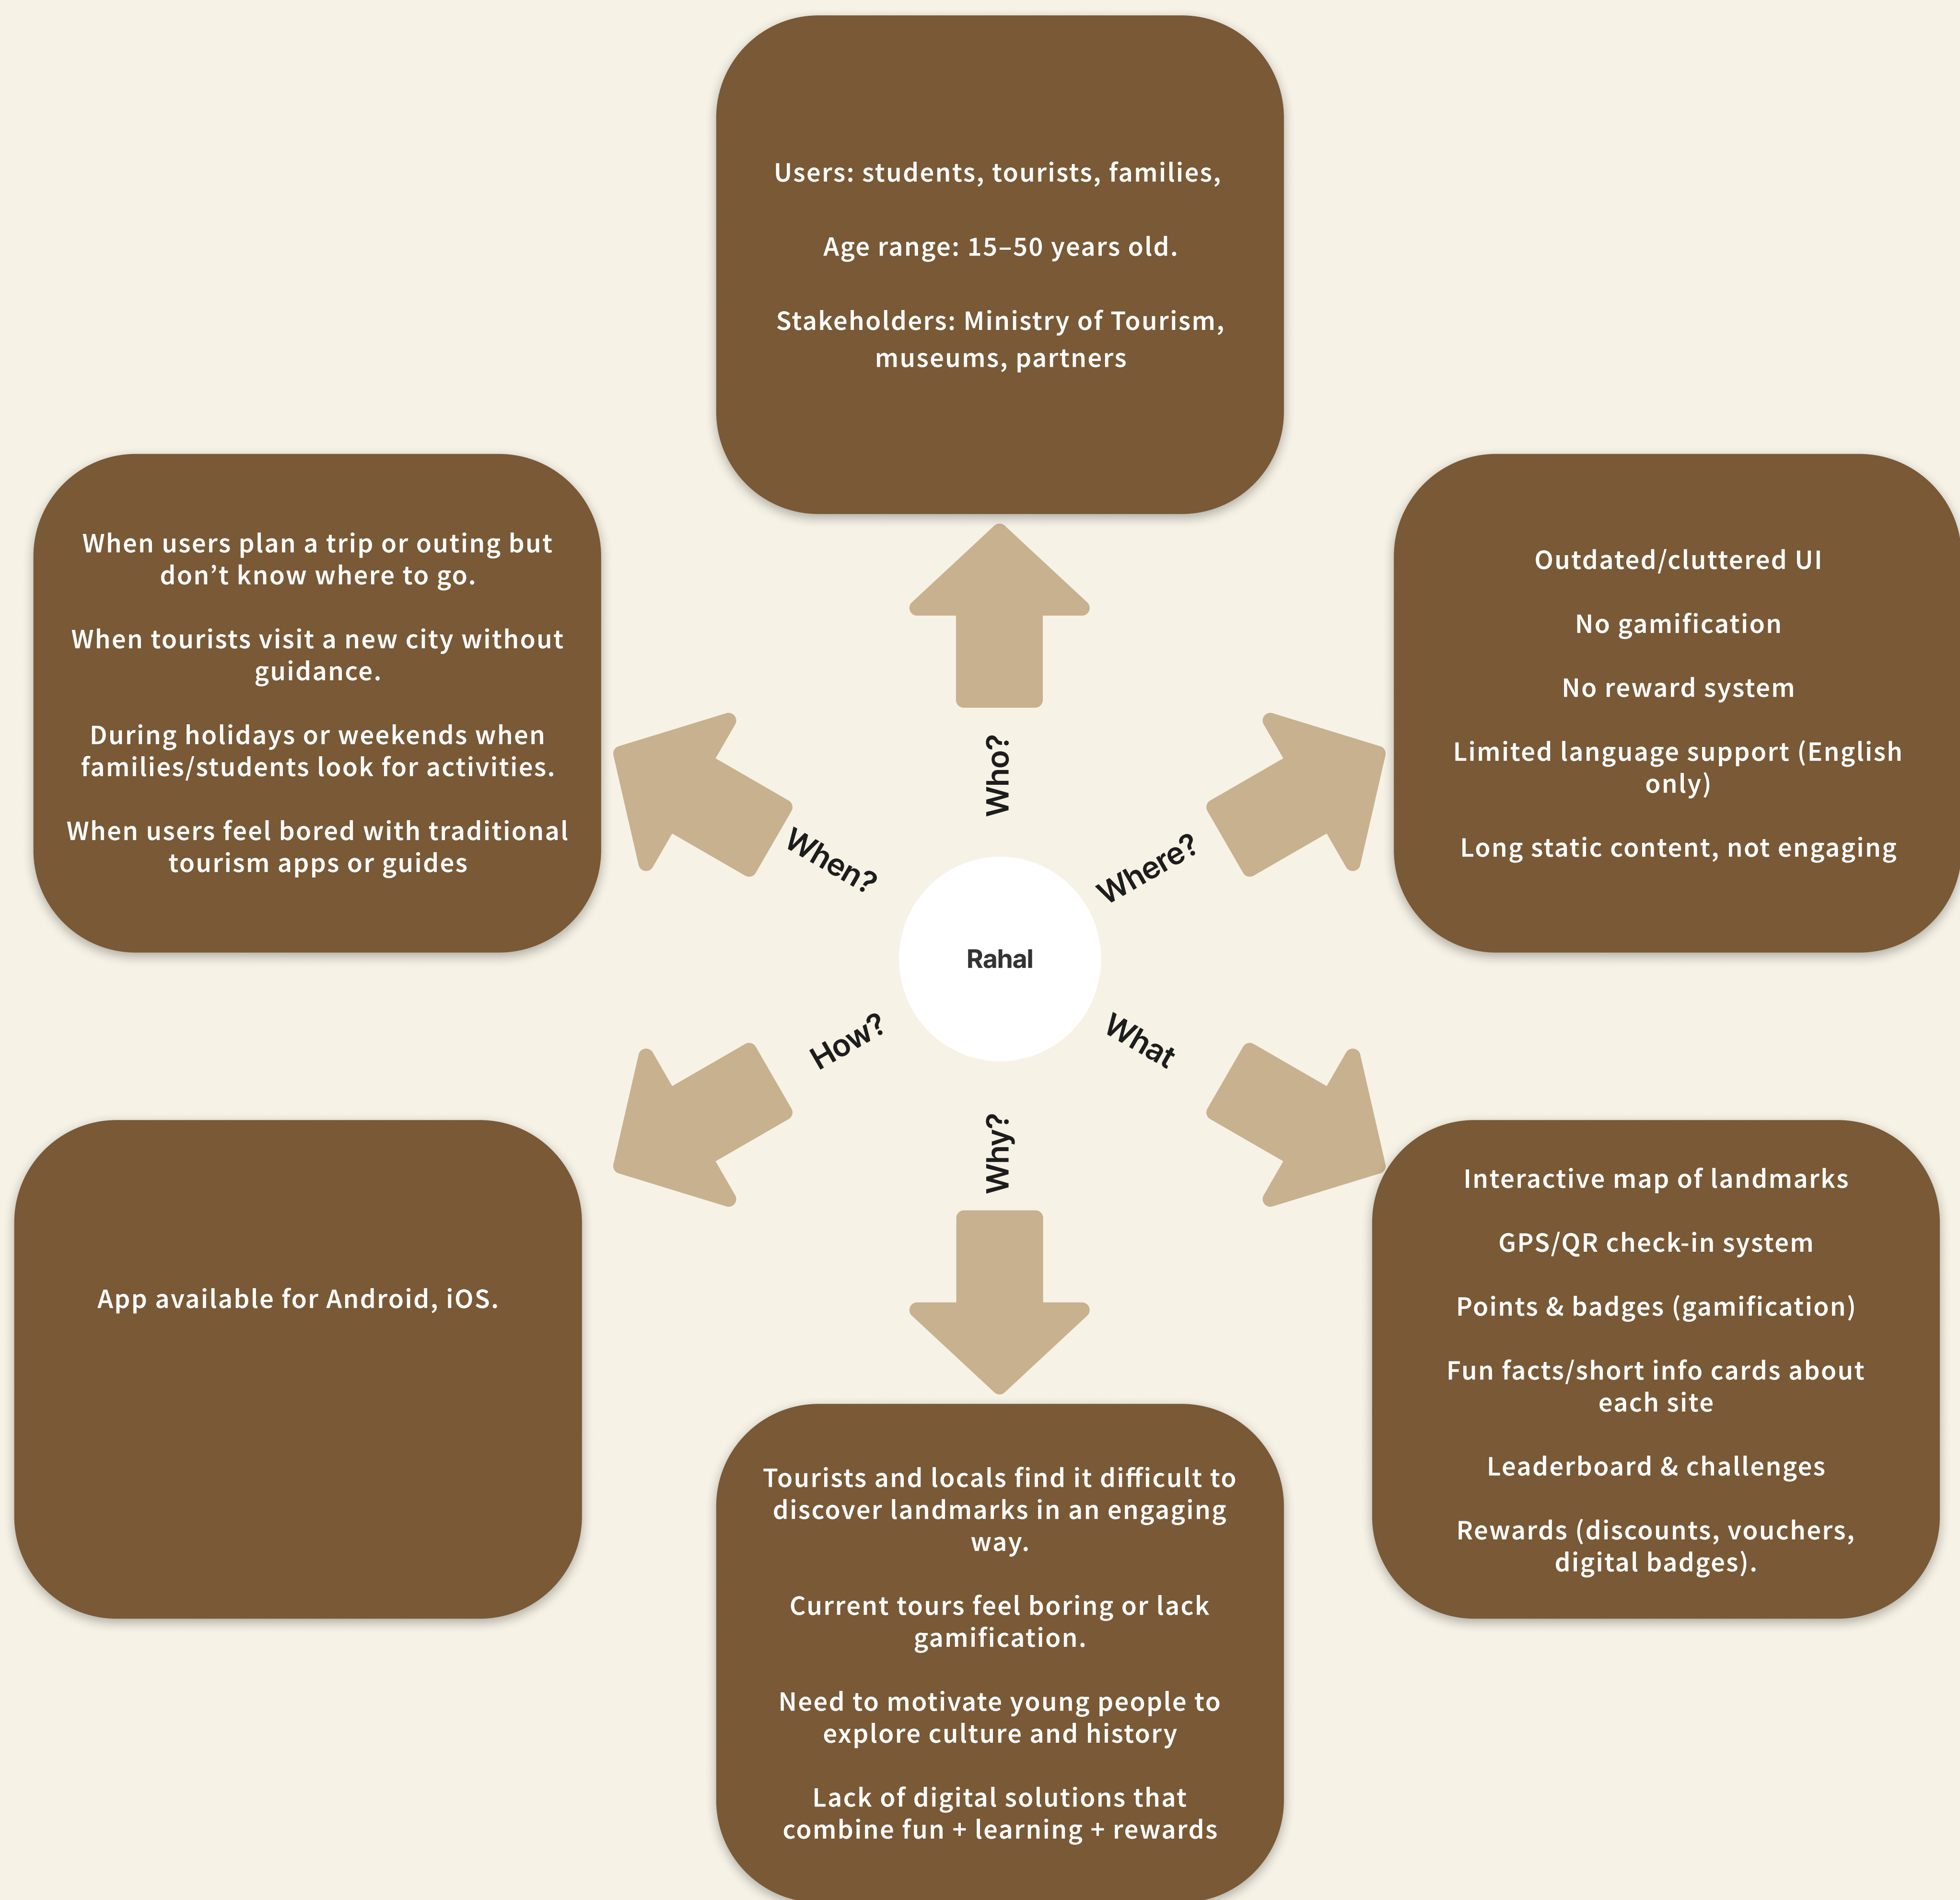 Users: students, tourists, families,
Age range: 15–50 years old.
Stakeholders: Ministry of Tourism,
museums, partners
When users plan a trip or outing but
don’t know where to go.
When tourists visit a new city without
guidance.
During holidays or weekends when
families/students look for activities.
When users feel bored with traditional
tourism apps or guides
Outdated/cluttered UI
No gamification
No reward system
Limited language support (English
only)
Long static content, not engaging
Who?
When?
Where?
Rahal
How?
What
Why?
App available for Android, iOS.
Interactive map of landmarks
GPS/QR check-in system
Points & badges (gamification)
Fun facts/short info cards about
each site
Leaderboard & challenges
Rewards (discounts, vouchers,
digital badges).
Tourists and locals find it difficult to
discover landmarks in an engaging
way.
Current tours feel boring or lack
gamification.
Need to motivate young people to
explore culture and history
Lack of digital solutions that
combine fun + learning + rewards